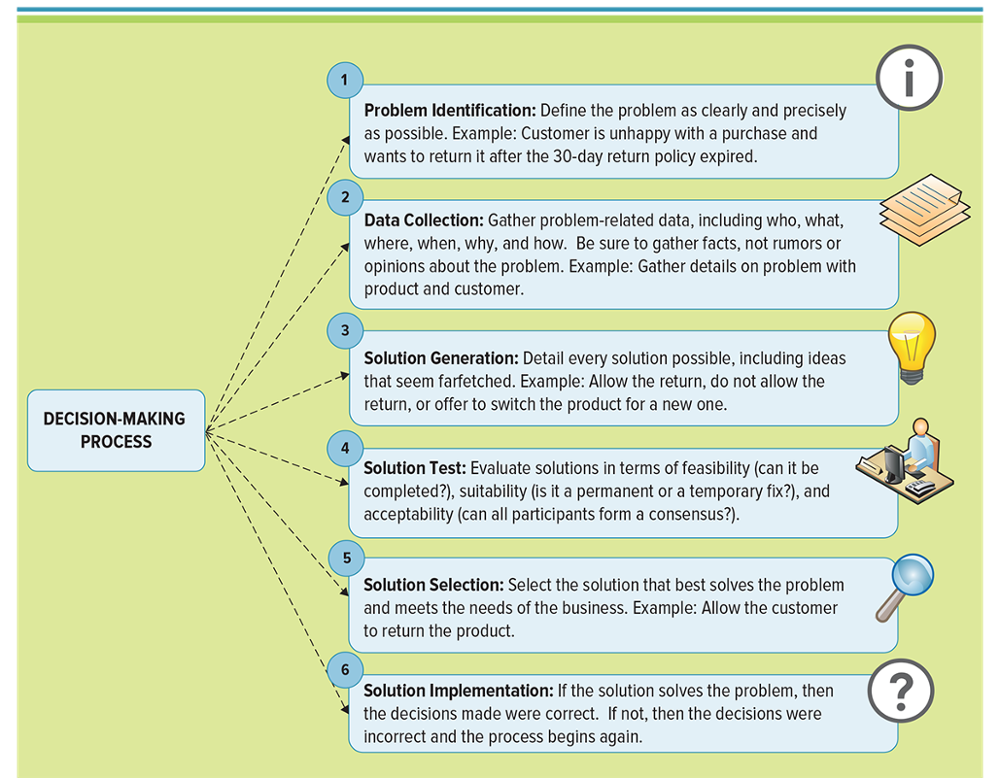 1
Problem Identification: Define the problem as clearly and precisely
as possible. Example: Customer is unhappy with a purchase and
wants to return it after the 30-day return policy expired.
i
2
Data Collection: Gather problem-related data, including who, what,
where, when, why, and how.  Be sure to gather facts, not rumors or
opinions about the problem. Example: Gather details on problem with
product and customer.
3
Solution Generation: Detail every solution possible, including ideas
that seem farfetched. Example: Allow the return, do not allow the
return, or offer to switch the product for a new one.
DECISION-MAKING
PROCESS
4
Solution Test: Evaluate solutions in terms of feasibility (can it be
completed?), suitability (is it a permanent or a temporary fix?), and
acceptability (can all participants form a consensus?).
5
Solution Selection: Select the solution that best solves the problem
and meets the needs of the business. Example: Allow the customer
to return the product.
6
Solution Implementation: If the solution solves the problem, then
the decisions made were correct.  If not, then the decisions were
incorrect and the process begins again.
?